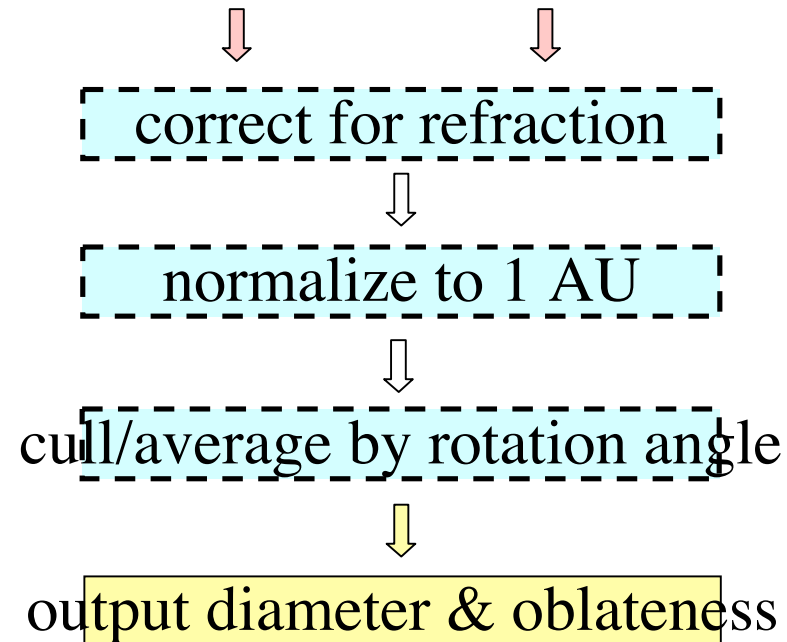 correct for refraction
normalize to 1 AU
cull/average by rotation angle
output diameter & oblateness